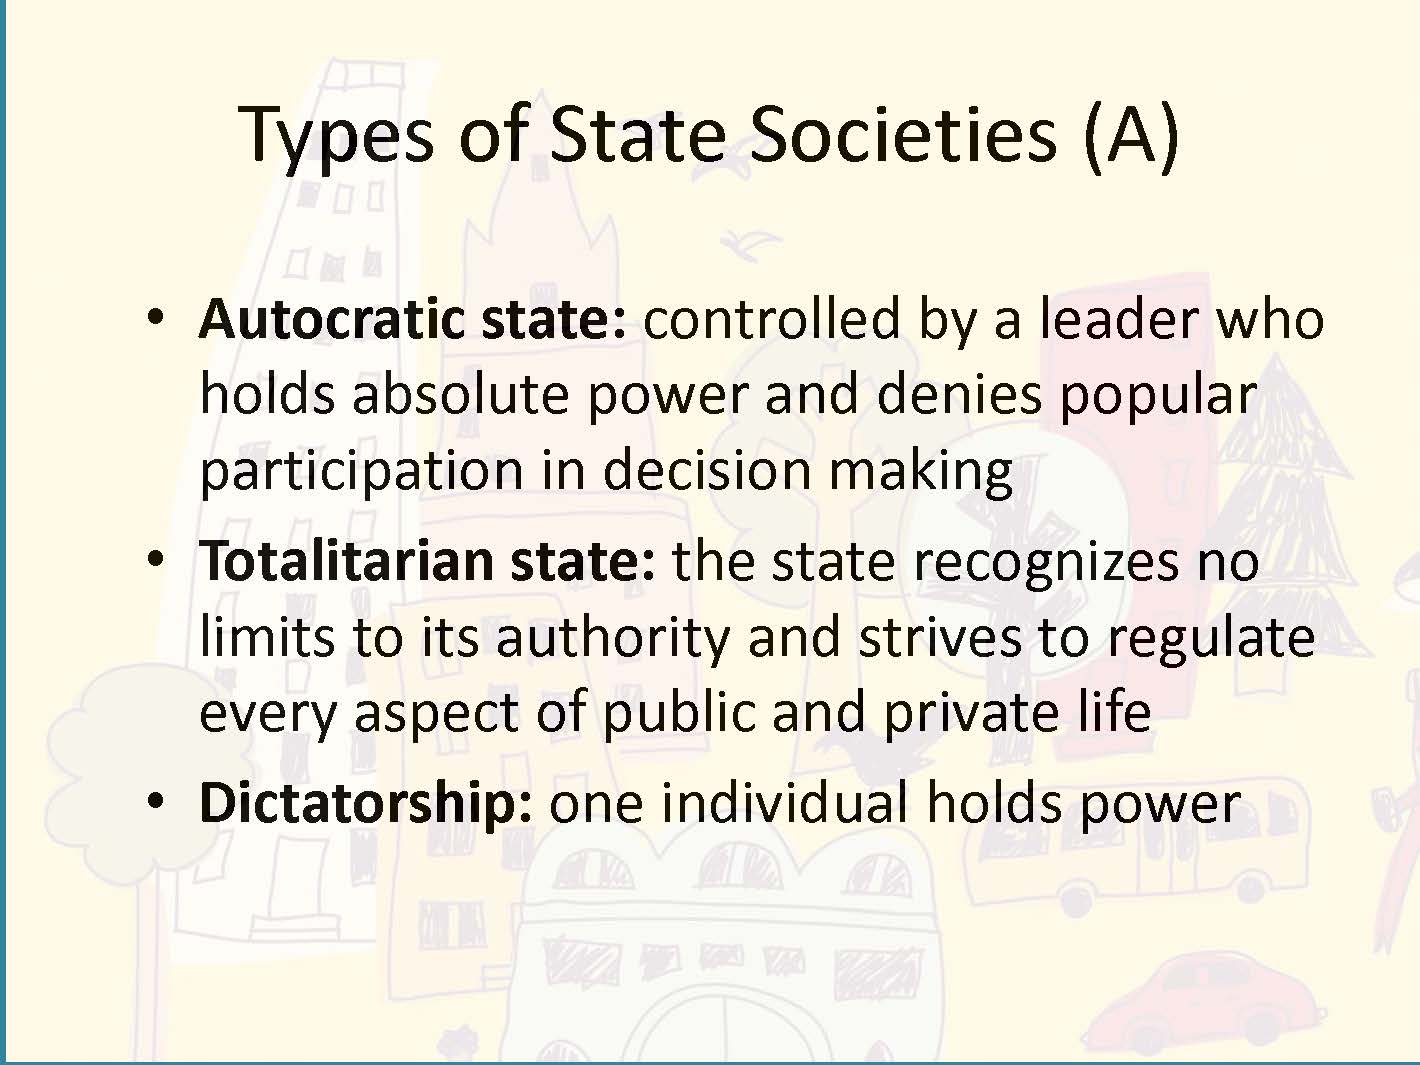 Types of State Societies (A)
• Autocratic state: controlled by a leader who
holds absolute power and denies popular
participation in decision making
• Totalitarian state: the state recognizes no
limits to its authority and strives to regulate
every aspect of public and private life
• Dictatorship: one individual holds power